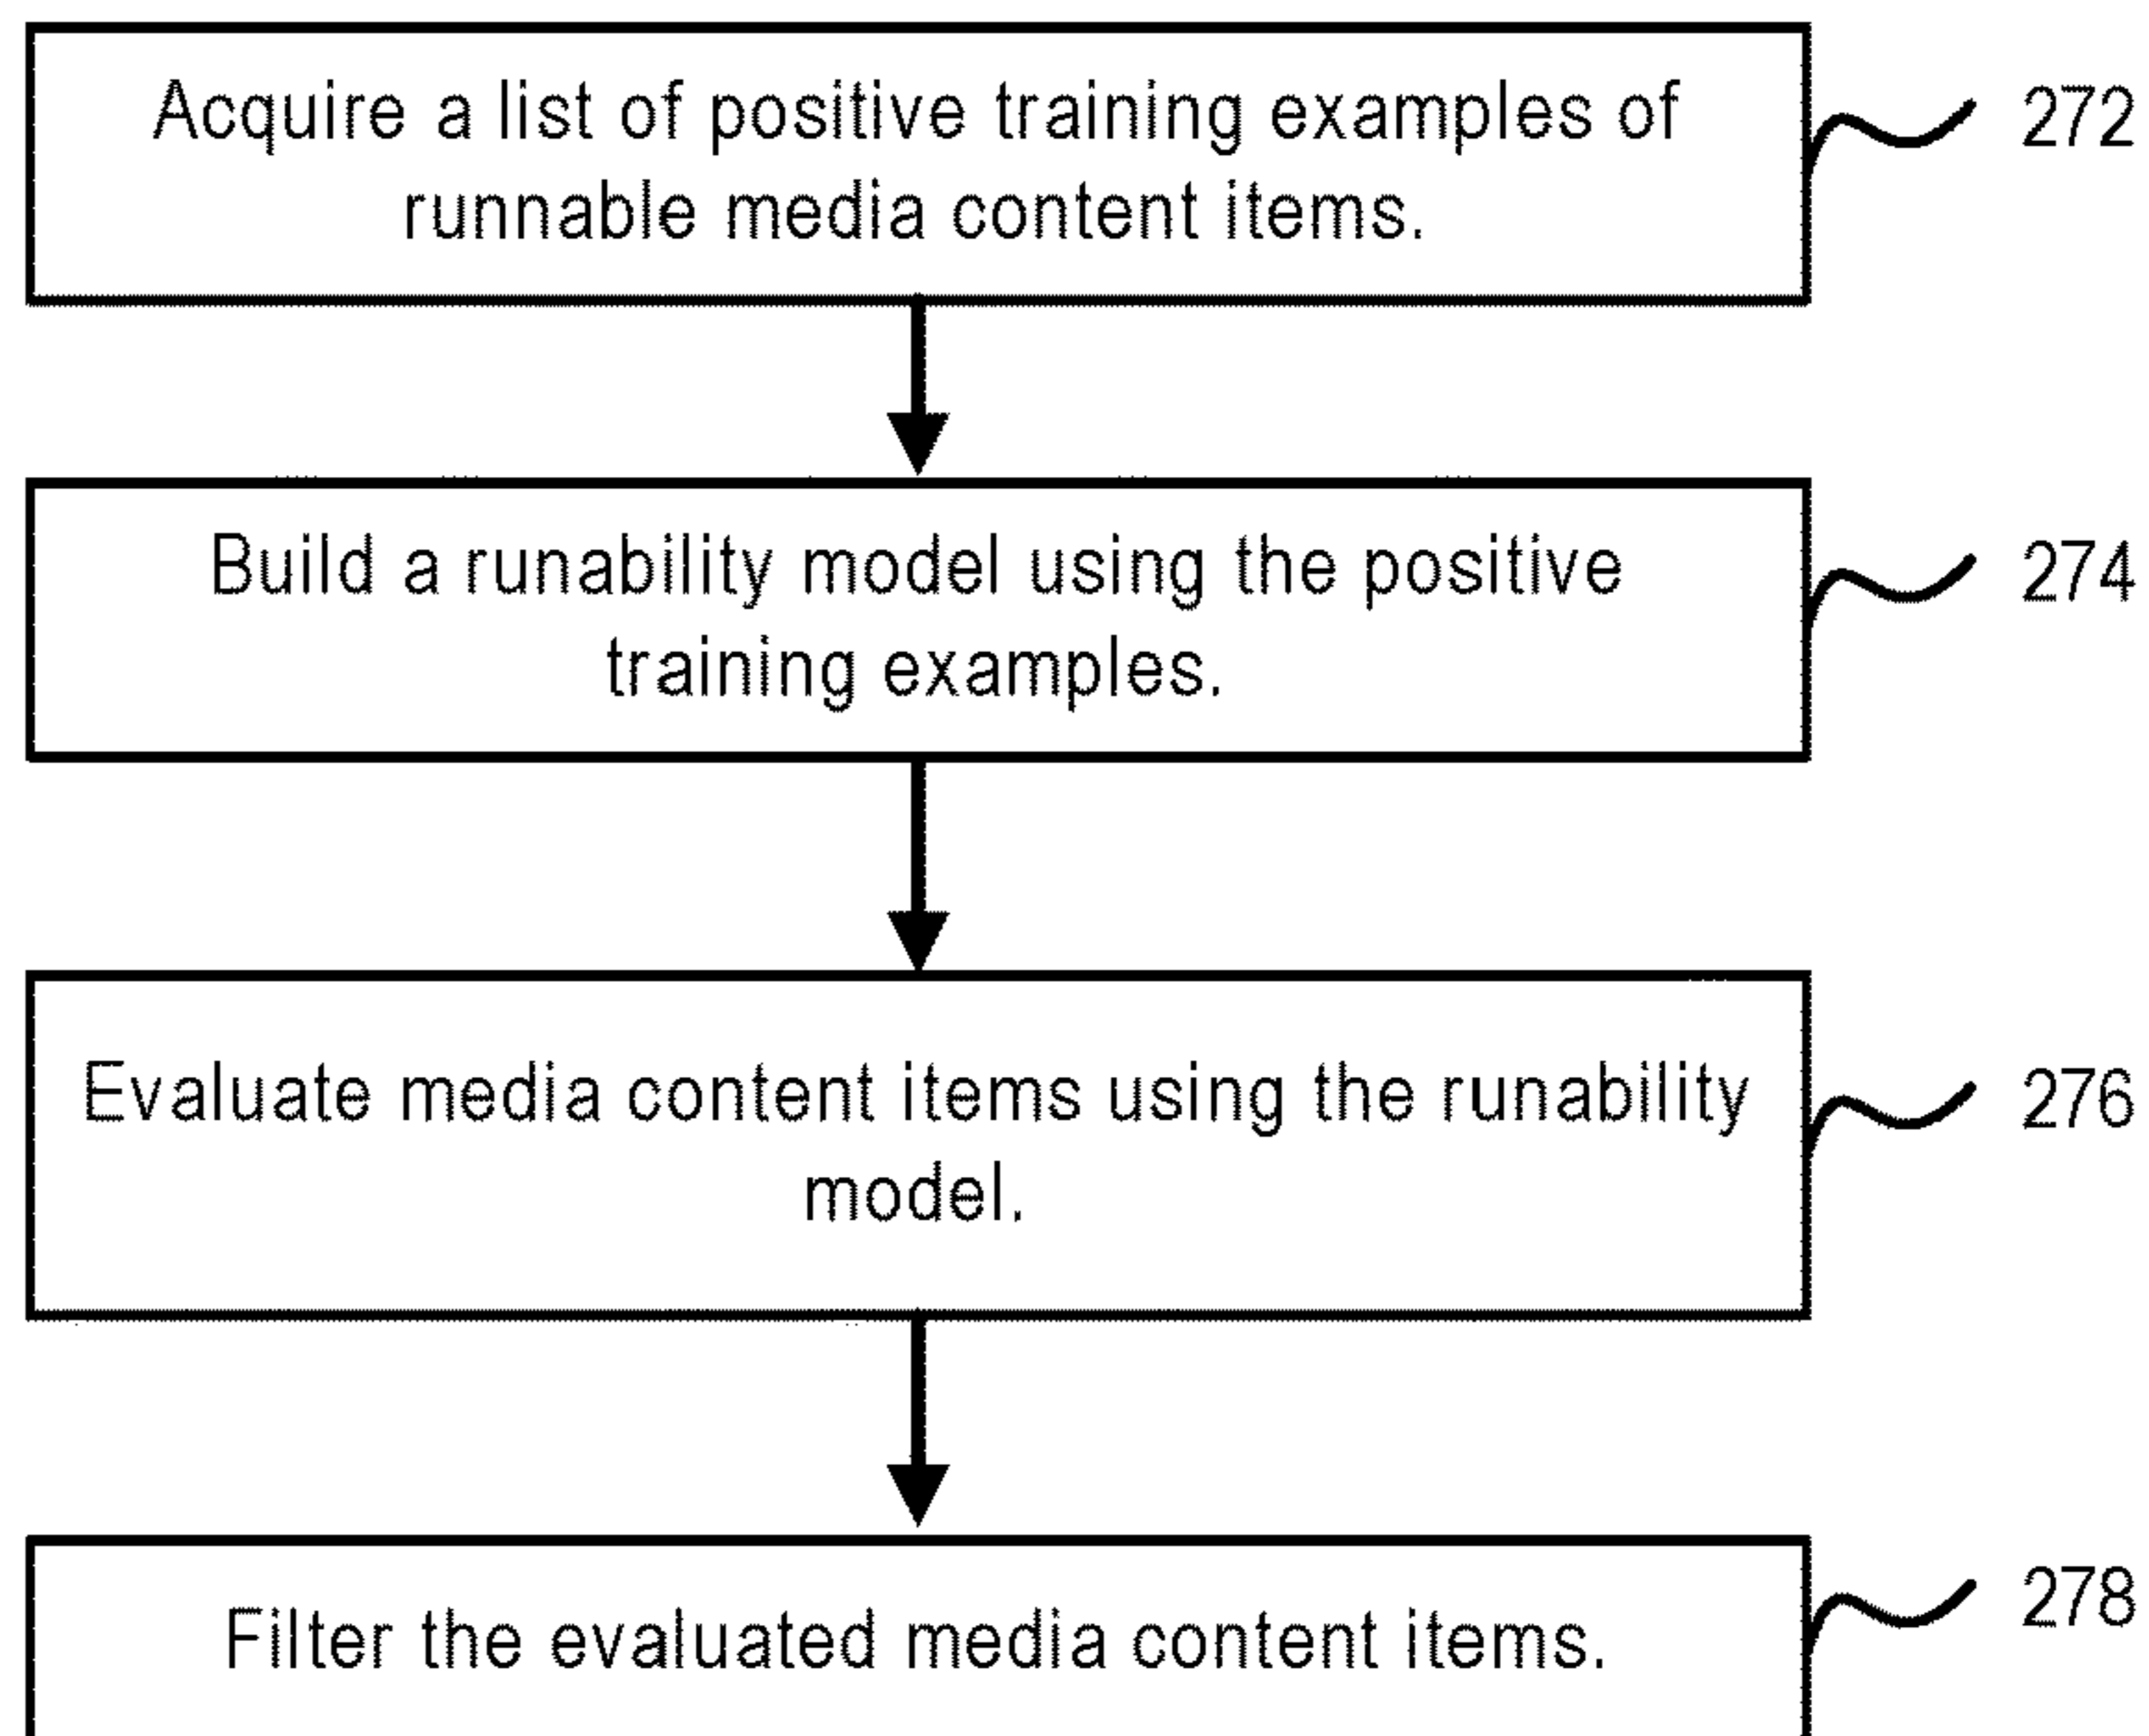 Acquire a list of positive training examples of
runnable media content items.
272
Build a runability model using the positive
training examples.
274
Evaluate media content items using the runability
model.
276
Filter the evaluated media content items.
278